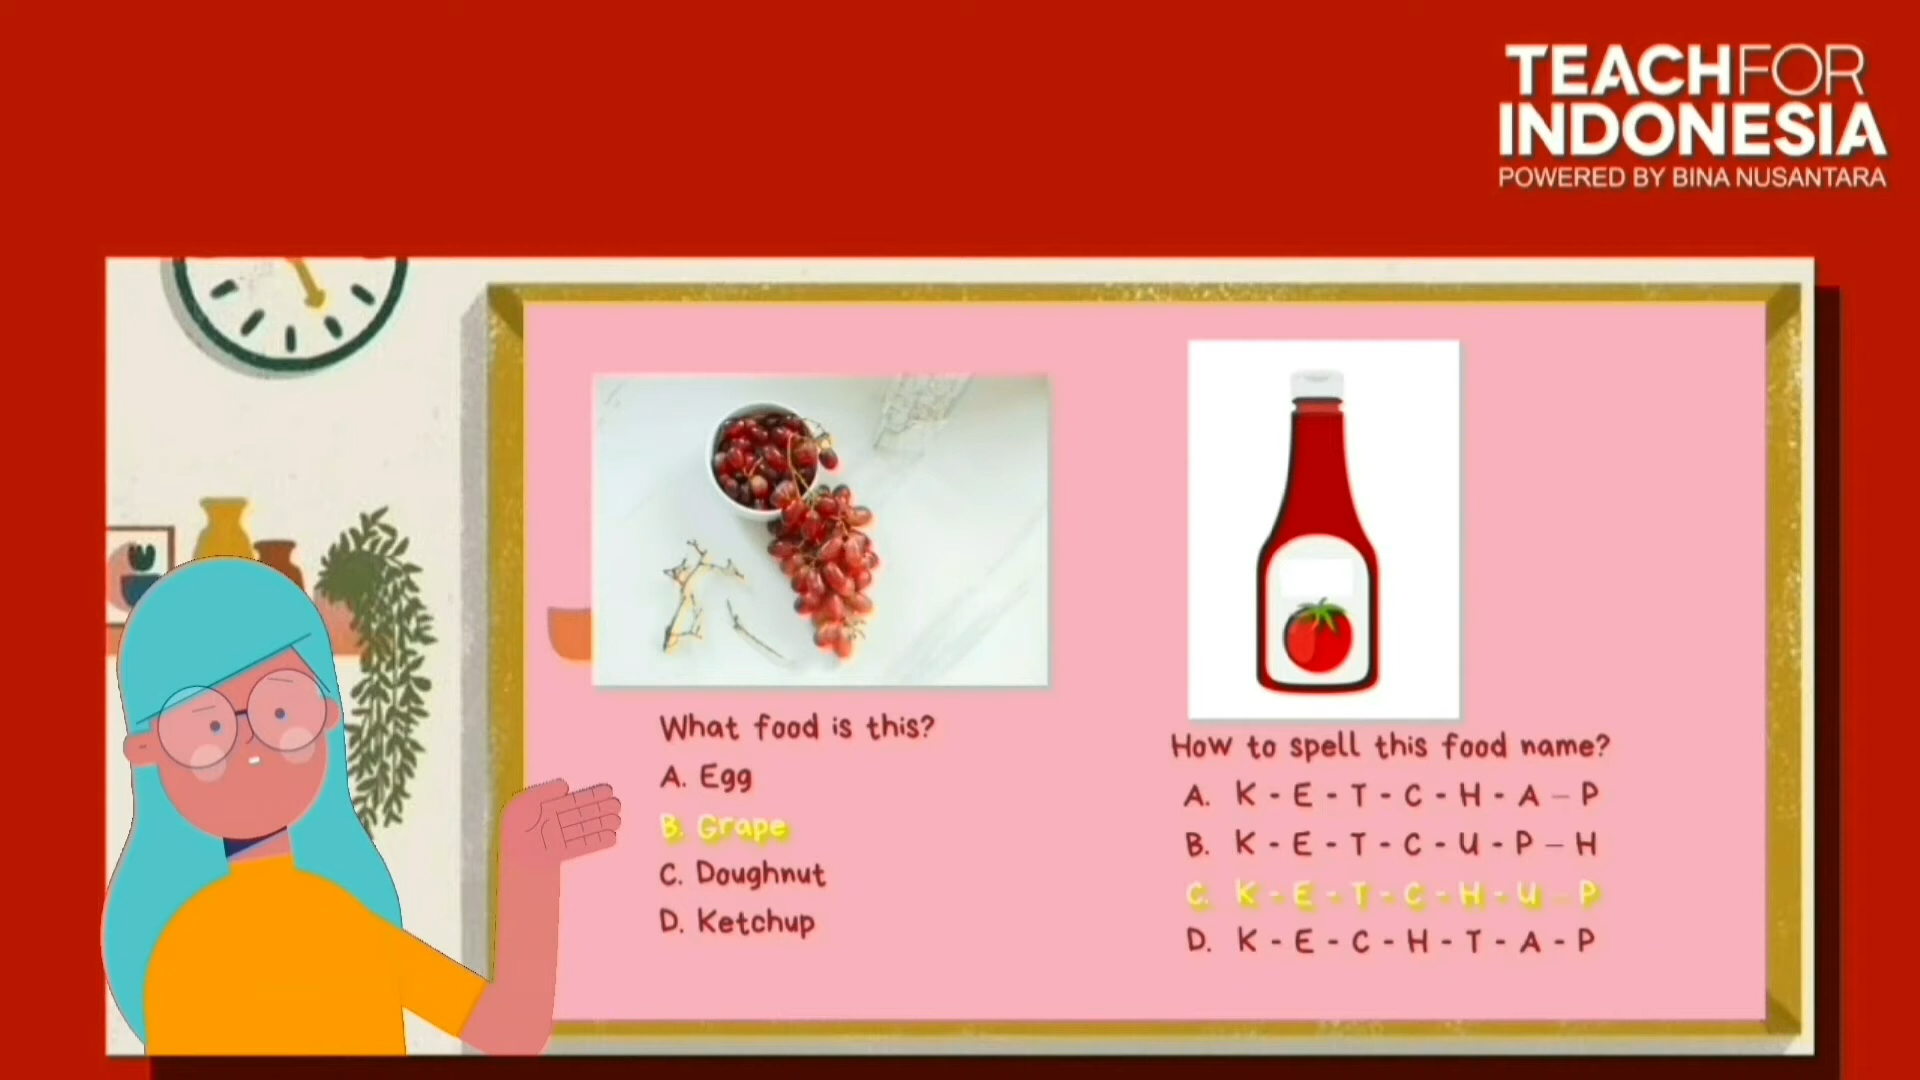 TEACHFOR
INDONESIA
POWERED BY BINA NUSANTARA
What food is this?
A. Egg
B. Grape
C. Doughnut
D. Ketchup
How to spell this food name?
A. K - E - T - C - H - A - P
B. K - E - T - C - U - P - H
C. K - E - T - C - H - U - P
D. K - E - C - H - T - A - P